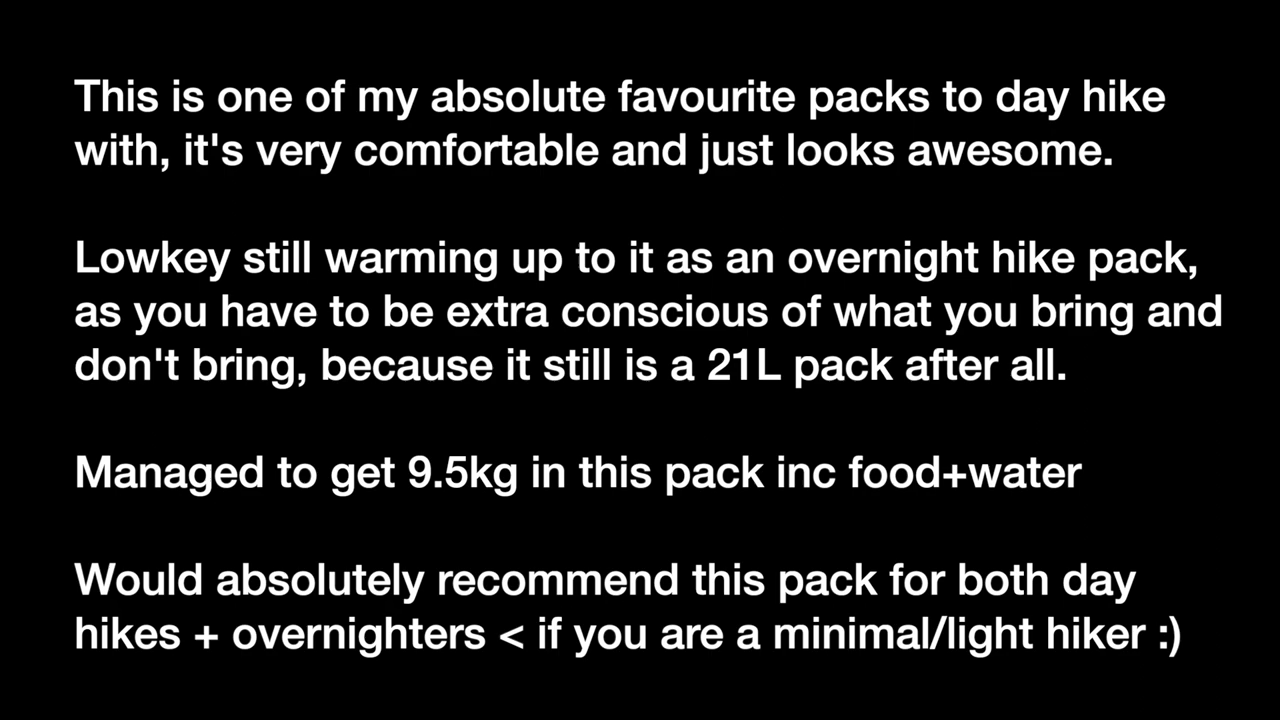 This is one of my absolute favourite packs to day hike
with, it's very comfortable and just looks awesome.
Lowkey still warming up to it as an overnight hike pack,
as you have to be extra conscious of what you bring and
don't bring, because it still is a 21L pack after all.
Managed to get 9.5kg in this pack inc food+water
Would absolutely recommend this pack for both day
hikes + overnighters < if you are a minimal/light hiker :)